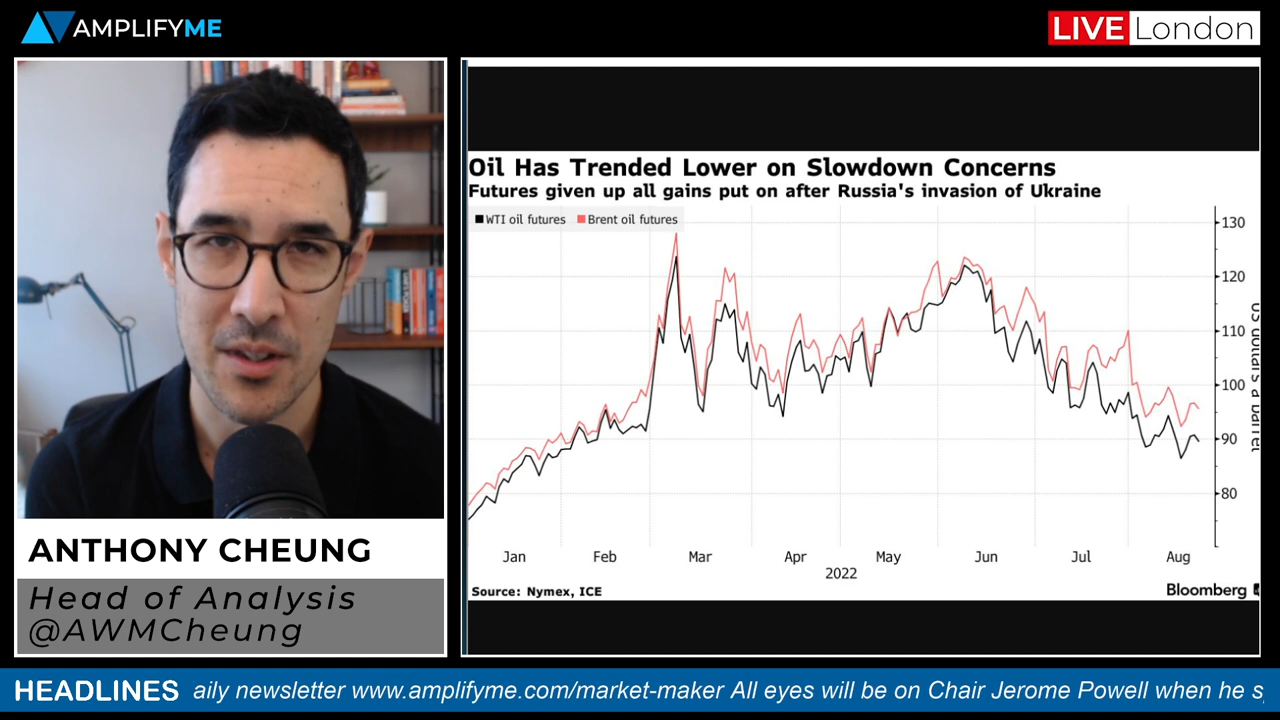 AMPLIFYME
LIVE London
Oil Has Trended Lower on Slowdown Concerns
Futures given up all gains put on after Russia's invasion of Ukraine
WTI oil futures Brent oil futures
130
120
110
100
90
80
US dollars a barrel
Jan Feb Mar Apr May Jun Jul Aug
2022
Source: Nymex, ICE
Bloomberg
ANTHONY CHEUNG
Head of Analysis
@AWMCheung
HEADLINES aily newsletter www.amplifyme.com/market-maker All eyes will be on Chair Jerome Powell when he s